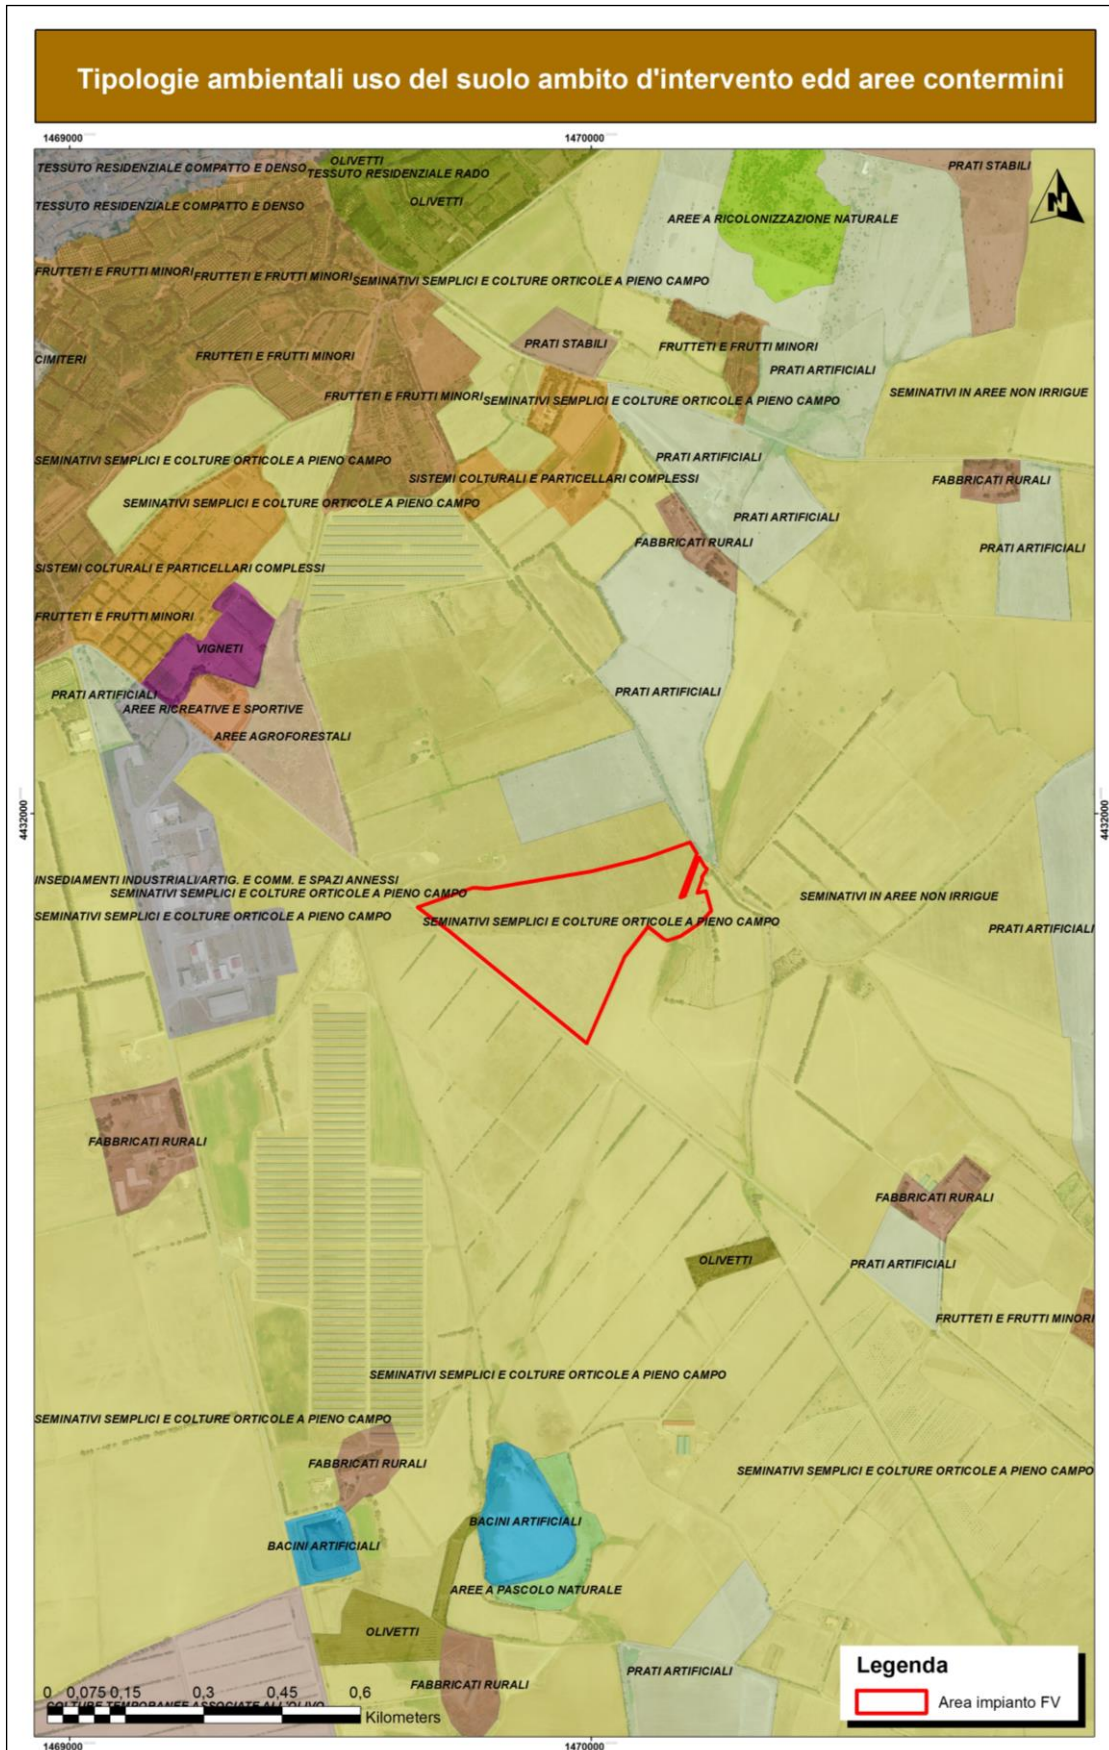 Tipologie ambientali uso del suolo ambito d'intervento edd aree contermini
1469000
1470000
TESSUTO RESIDENZIALE COMPATTO E DENSO
OLIVETTI
TESSUTO RESIDENZIALE RADO
PRATI STABILI
TESSUTO RESIDENZIALE COMPATTO E DENSO
OLIVETTI
AREE A RICOLONIZZAZIONE NATURALE
N
FRUTTETI E FRUTTI MINORI
FRUTTETI E FRUTTI MINORI
SEMINATIVI SEMPLICI E COLTURE ORTICOLE A PIENO CAMPO
CIMITERI
FRUTTETI E FRUTTI MINORI
PRATI STABILI
FRUTTETI E FRUTTI MINORI
PRATI ARTIFICIALI
FRUTTETI E FRUTTI MINORI
SEMINATIVI SEMPLICI E COLTURE ORTICOLE A PIENO CAMPO
SEMINATIVI IN AREE NON IRRIGUE
SEMINATIVI SEMPLICI E COLTURE ORTICOLE A PIENO CAMPO
PRATI ARTIFICIALI
SISTEMI COLTURALI E PARTICELLARI COMPLESSI
FABBRICATI RURALI
SEMINATIVI SEMPLICI E COLTURE ORTICOLE A PIENO CAMPO
PRATI ARTIFICIALI
FABBRICATI RURALI
PRATI ARTIFICIALI
SISTEMI COLTURALI E PARTICELLARI COMPLESSI
FRUTTETI E FRUTTI MINORI
VIGNETI
PRATI ARTIFICIALI
PRATI ARTIFICIALI
AREE RICREATIVE E SPORTIVE
AREE AGROFORESTALI
4432000
4432000
INSEDIAMENTI INDUSTRIALI/ARTIG. E COMM. E SPAZI ANNESSI
SEMINATIVI SEMPLICI E COLTURE ORTICOLE A PIENO CAMPO
SEMINATIVI IN AREE NON IRRIGUE
SEMINATIVI SEMPLICI E COLTURE ORTICOLE A PIENO CAMPO
SEMINATIVI SEMPLICI E COLTURE ORTICOLE A PIENO CAMPO
PRATI ARTIFICIALI
FABBRICATI RURALI
FABBRICATI RURALI
OLIVETTI
PRATI ARTIFICIALI
FRUTTETI E FRUTTI MINORI
SEMINATIVI SEMPLICI E COLTURE ORTICOLE A PIENO CAMPO
SEMINATIVI SEMPLICI E COLTURE ORTICOLE A PIENO CAMPO
FABBRICATI RURALI
SEMINATIVI SEMPLICI E COLTURE ORTICOLE A PIENO CAMPO
BACINI ARTIFICIALI
BACINI ARTIFICIALI
AREE A PASCOLO NATURALE
OLIVETTI
PRATI ARTIFICIALI
FABBRICATI RURALI
Legenda
Area impianto FV
0 0,075 0,15 0,3 0,45 0,6
COLTURE TEMPORANEE ASSOCIATE ALL'OLIVO
Kilometers
1469000
1470000